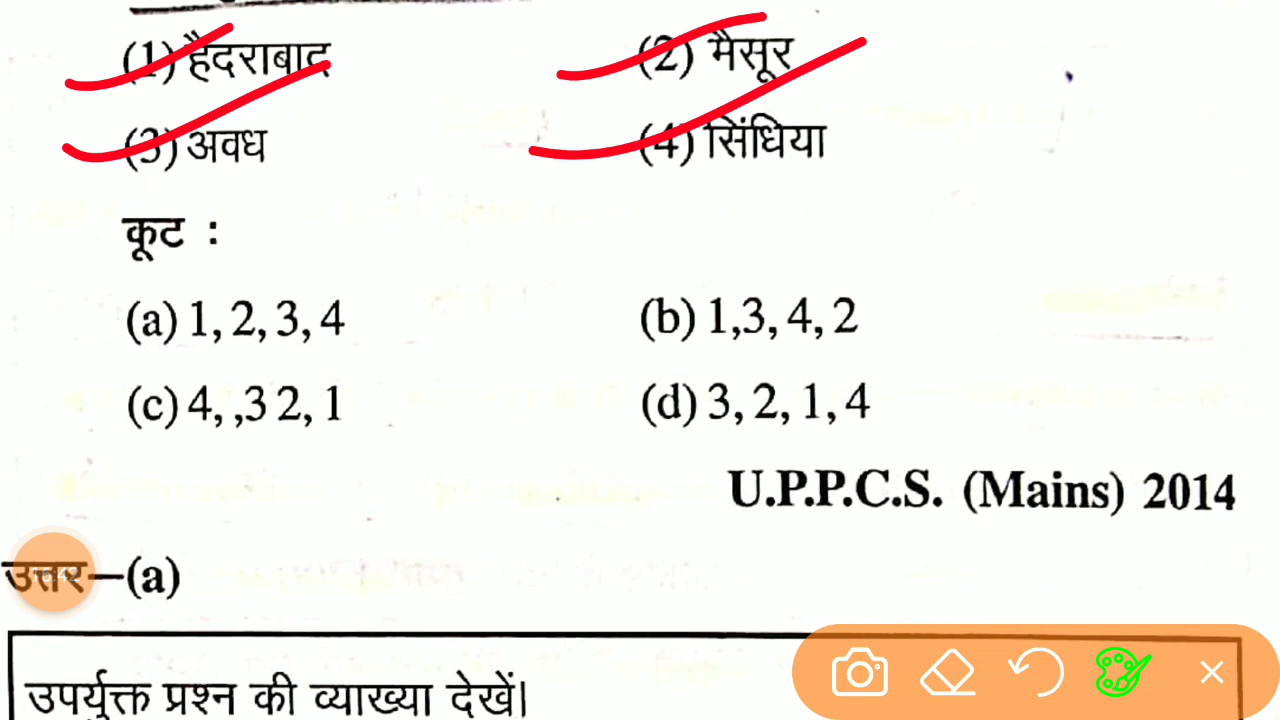 (1) हैदराबाद (2) मैसूर
(3) अवध (4) सिंधिया
कूट :
(a) 1, 2, 3, 4 (b) 1,3, 4, 2
(c) 4, ,3 2, 1 (d) 3, 2, 1, 4
U.P.P.C.S. (Mains) 2014
उत्तर–(a)
उपर्युक्त प्रश्न की व्याख्या देखें।